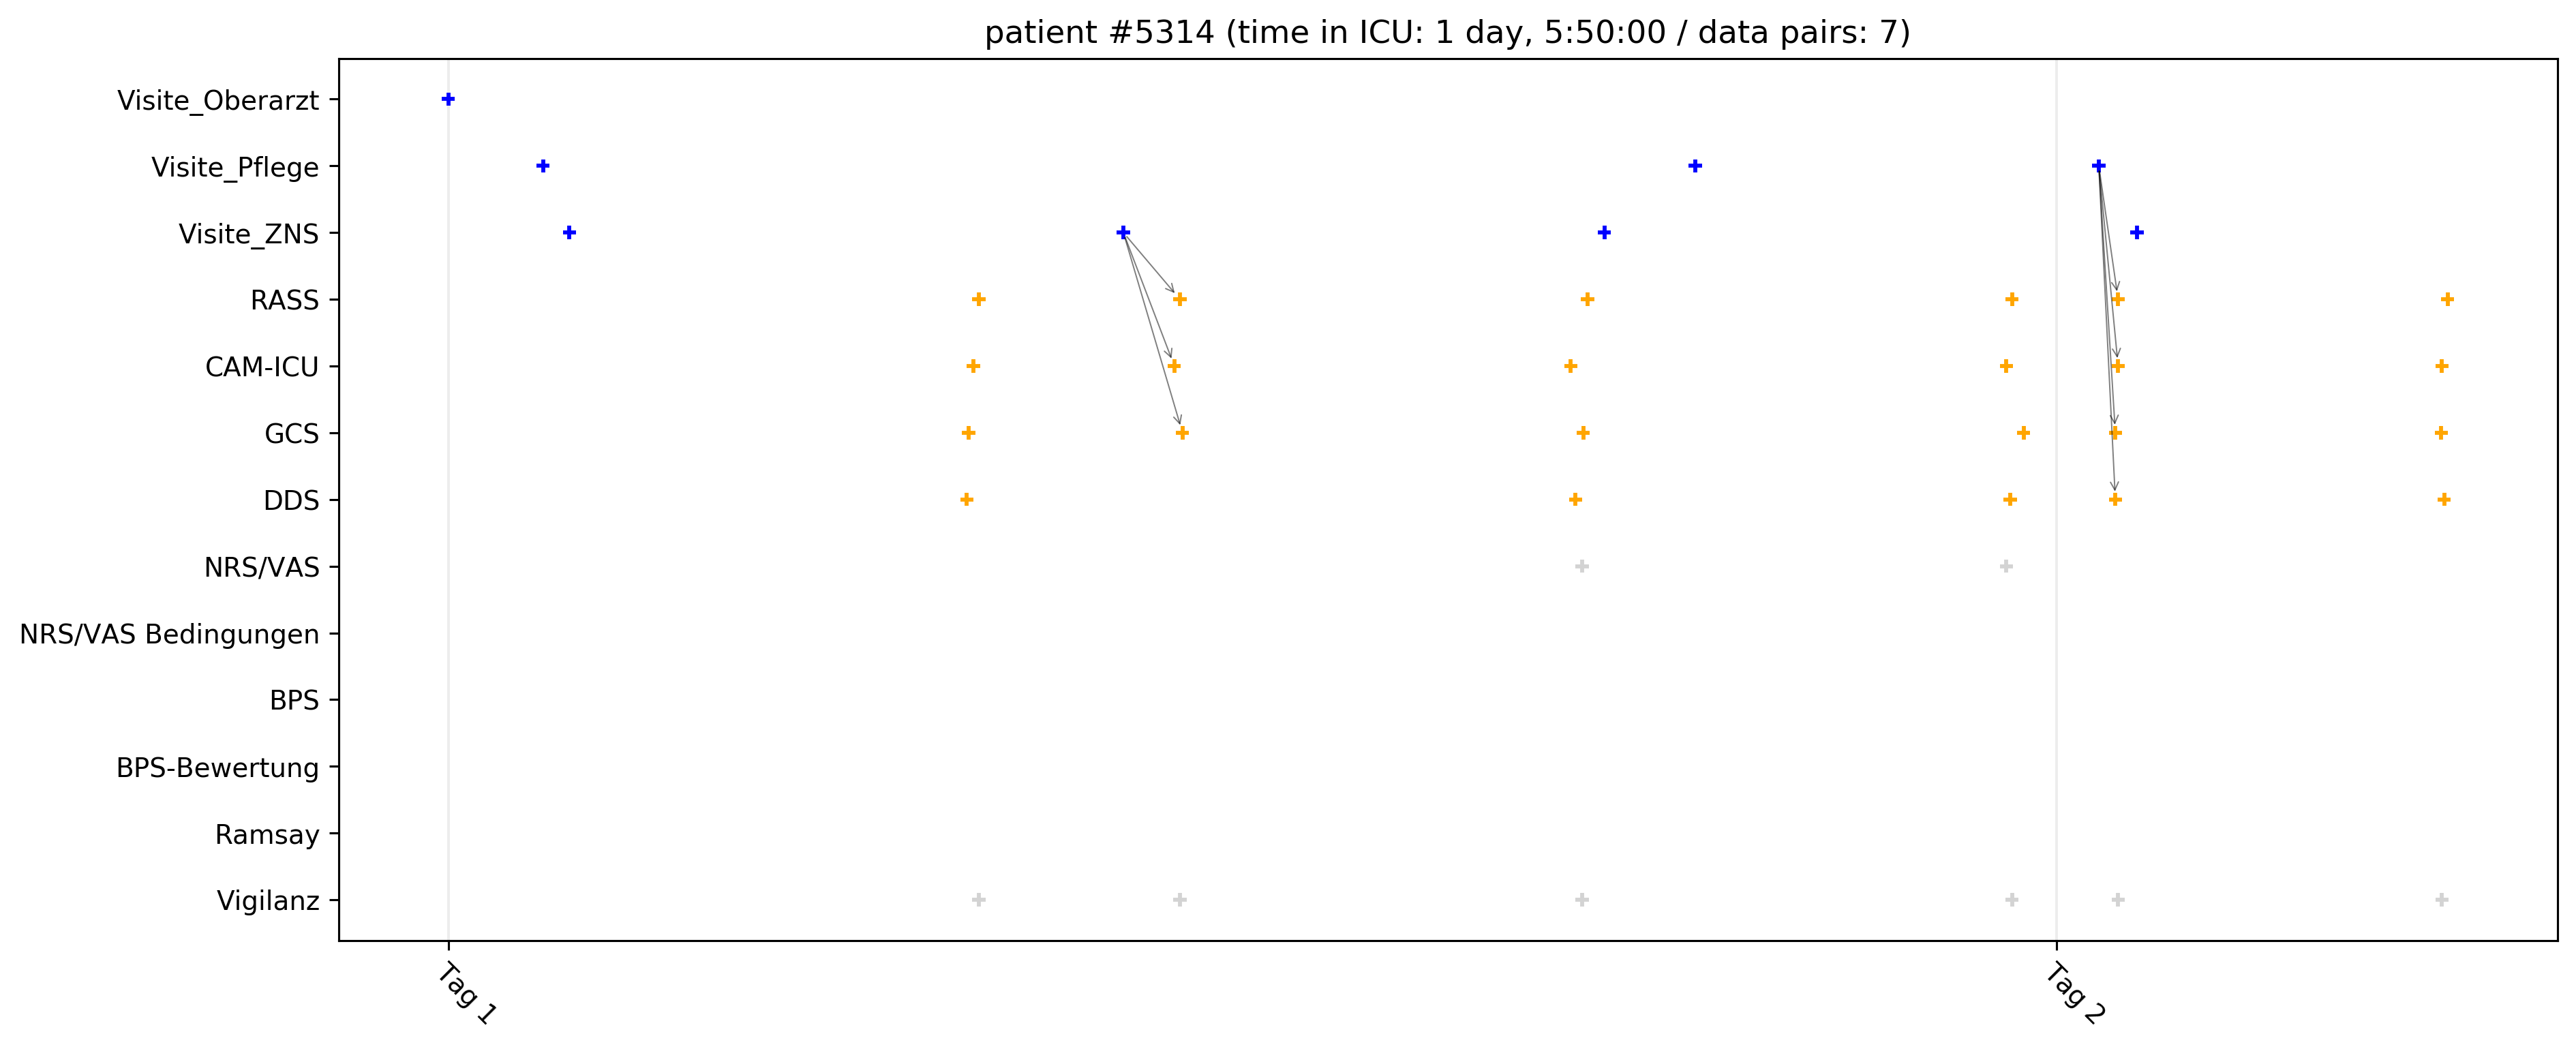 patient #5314 (time in ICU: 1 day, 5:50:00 / data pairs: 7)
Visite_Oberarzt
Visite_Pflege
Visite_ZNS
RASS
CAM-ICU
GCS
DDS
NRS/VAS
NRS/VAS Bedingungen
BPS
BPS-Bewertung
Ramsay
Vigilanz
Tag 1
Tag 2